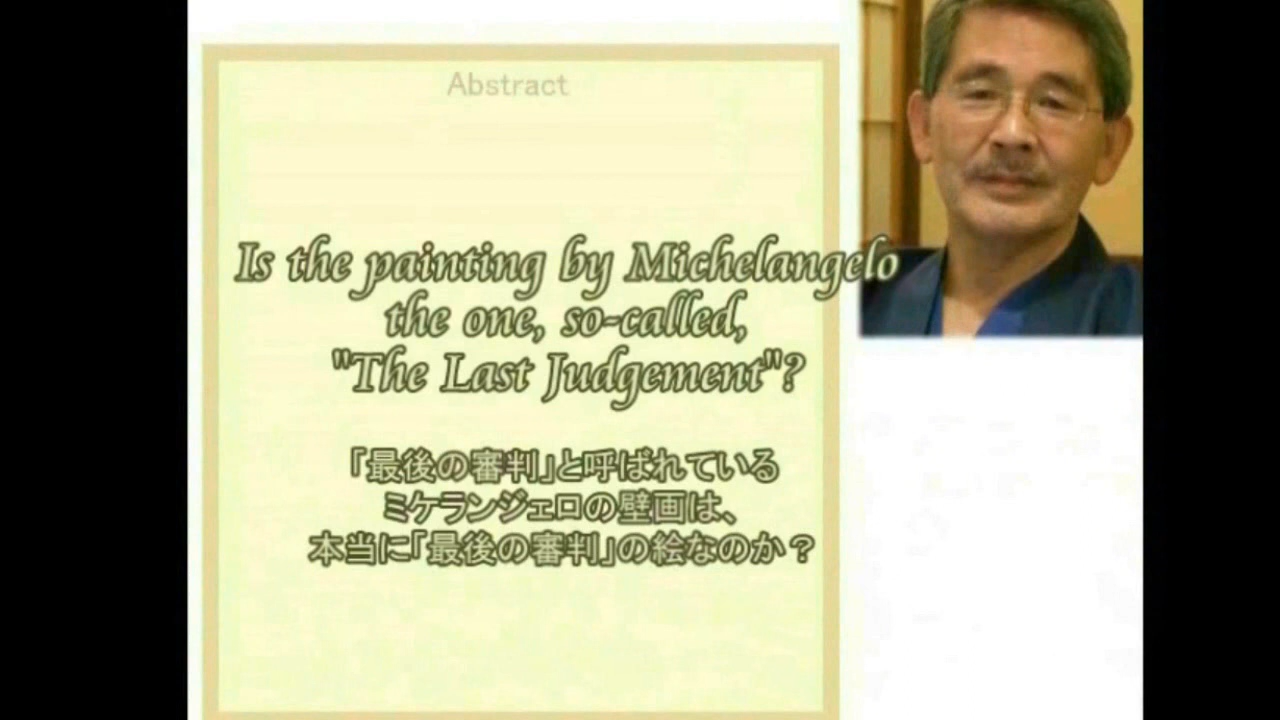 Abstract
Is the painting by Michelangelo
the one, so-called,
"The Last Judgement"?
「最後の審判」と呼ばれている
ミケランジェロの壁画は、
本当に「最後の審判」の絵なのか？